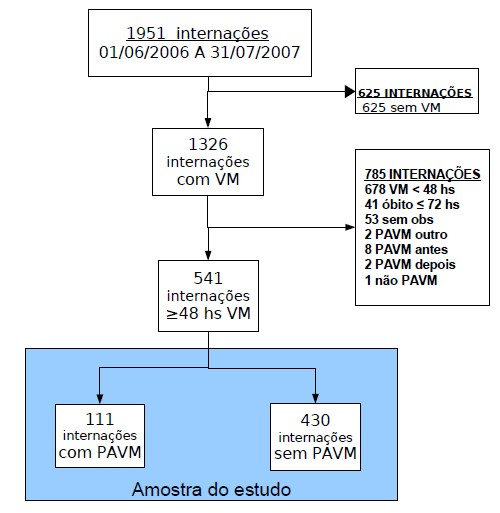 1951 internações
01/06/2006 A 31/07/2007
625 INTERNAÇÕES
625 sem VM
1326
internações
com VM
785 INTERNAÇÕES
678 VM < 48 hs
41 óbito ≤ 72 hs
53 sem obs
2 PAVM outro
8 PAVM antes
2 PAVM depois
1 não PAVM
541
internações
≥48 hs VM
111
internações
com PAVM
430
internações
sem PAVM
Amostra do estudo